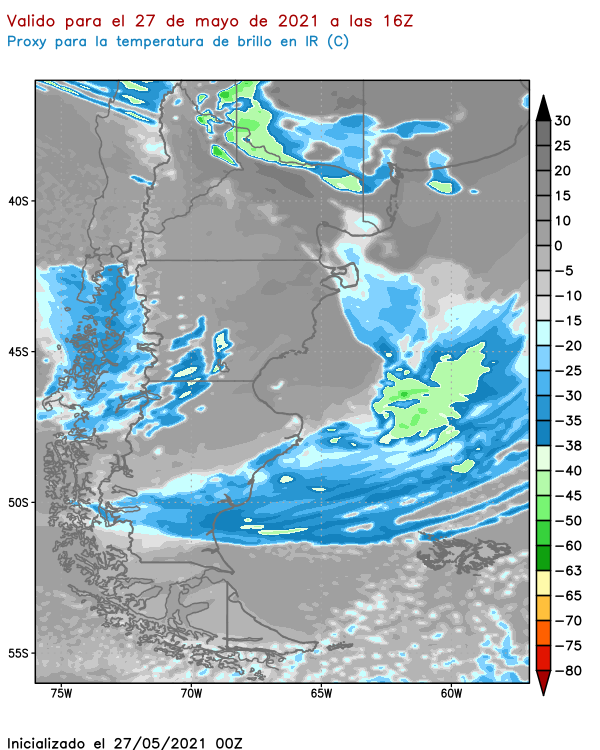 Valido para el 27 de mayo de 2021 a las 16Z
Proxy para la temperatura de brillo en IR (C)
30
25
20
15
10
0
−5
−10
−15
−20
−25
−30
−35
−38
−40
−45
−50
−60
−63
−65
−70
−75
−80
40S
45S
50S
55S
75W
70W
65W
60W
Inicializado el 27/05/2021 00Z